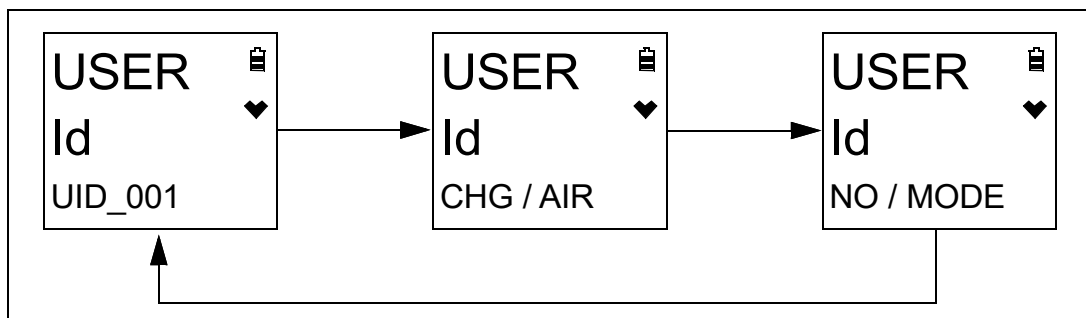 USER
Id
UID_001
USER
Id
CHG / AIR
USER
Id
NO / MODE